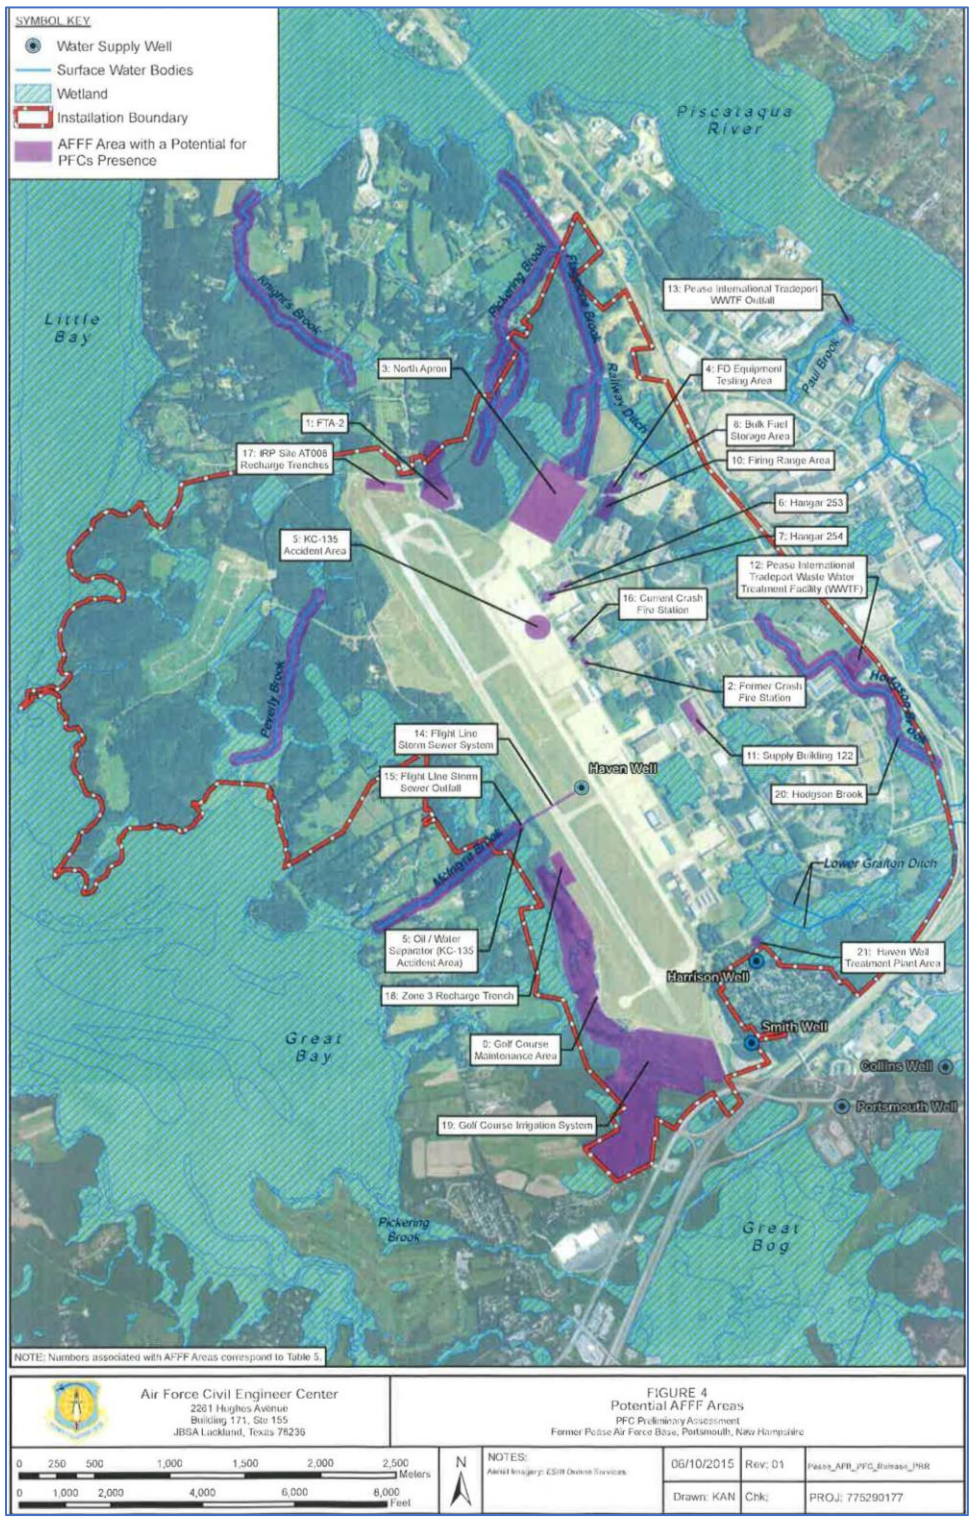 SYMBOL KEY
Water Supply Well
Surface Water Bodies
Wetland
Installation Boundary
AFFF Area with a Potential for
PFCs Presence
Piscataqua
River
Little
Bay
Knights Brook
Pickering Brook
Flagstone Brook
Railway Ditch
13: Pease International Tradeport
WWTF Outfall
Paul Brook
3: North Apron
4: FD Equipment
Testing Area
1: FTA-2
8: Bulk Fuel
Storage Area
17: IRP Site AT008
Recharge Trenches
10: Firing Range Area
6: Hangar 253
5: KC-135
Accident Area
7: Hangar 254
12: Pease International
Tradeport Waste Water
Treatment Facility (WWTF)
16: Current Crash
Fire Station
Peverly Brook
2: Former Crash
Fire Station
Hodgson Brook
14: Flight Line
Storm Sewer System
11: Supply Building 122
Haven Well
15: Flight Line Storm
Sewer Outfall
20: Hodgson Brook
McIntyre Brook
Lower Grafton Ditch
5: Oil / Water
Separator (KC-135
Accident Area)
21: Haven Well
Treatment Plant Area
Harrison Well
18: Zone 3 Recharge Trench
Smith Well
Great
Bay
9: Golf Course
Maintenance Area
Collins Well
Portsmouth Well
19: Golf Course Irrigation System
Pickering
Brook
Great
Bog
NOTE: Numbers associated with AFFF Areas correspond to Table 5.
Air Force Civil Engineer Center
2261 Hughes Avenue
Building 171, Ste 155
JBSA Lackland, Texas 78236
FIGURE 4
Potential AFFF Areas
PFC Preliminary Assessment
Former Pease Air Force Base, Portsmouth, New Hampshire
0 250 500 1,000 1,500 2,000 2,500
Meters
0 1,000 2,000 4,000 6,000 8,000
Feet
N
NOTES:
Aerial Imagery: ESRI Online Services
06/10/2015 Rev: 01 Pease_AFB_PFC_Release_PRR
Drawn: KAN Chk: PROJ: 775290177